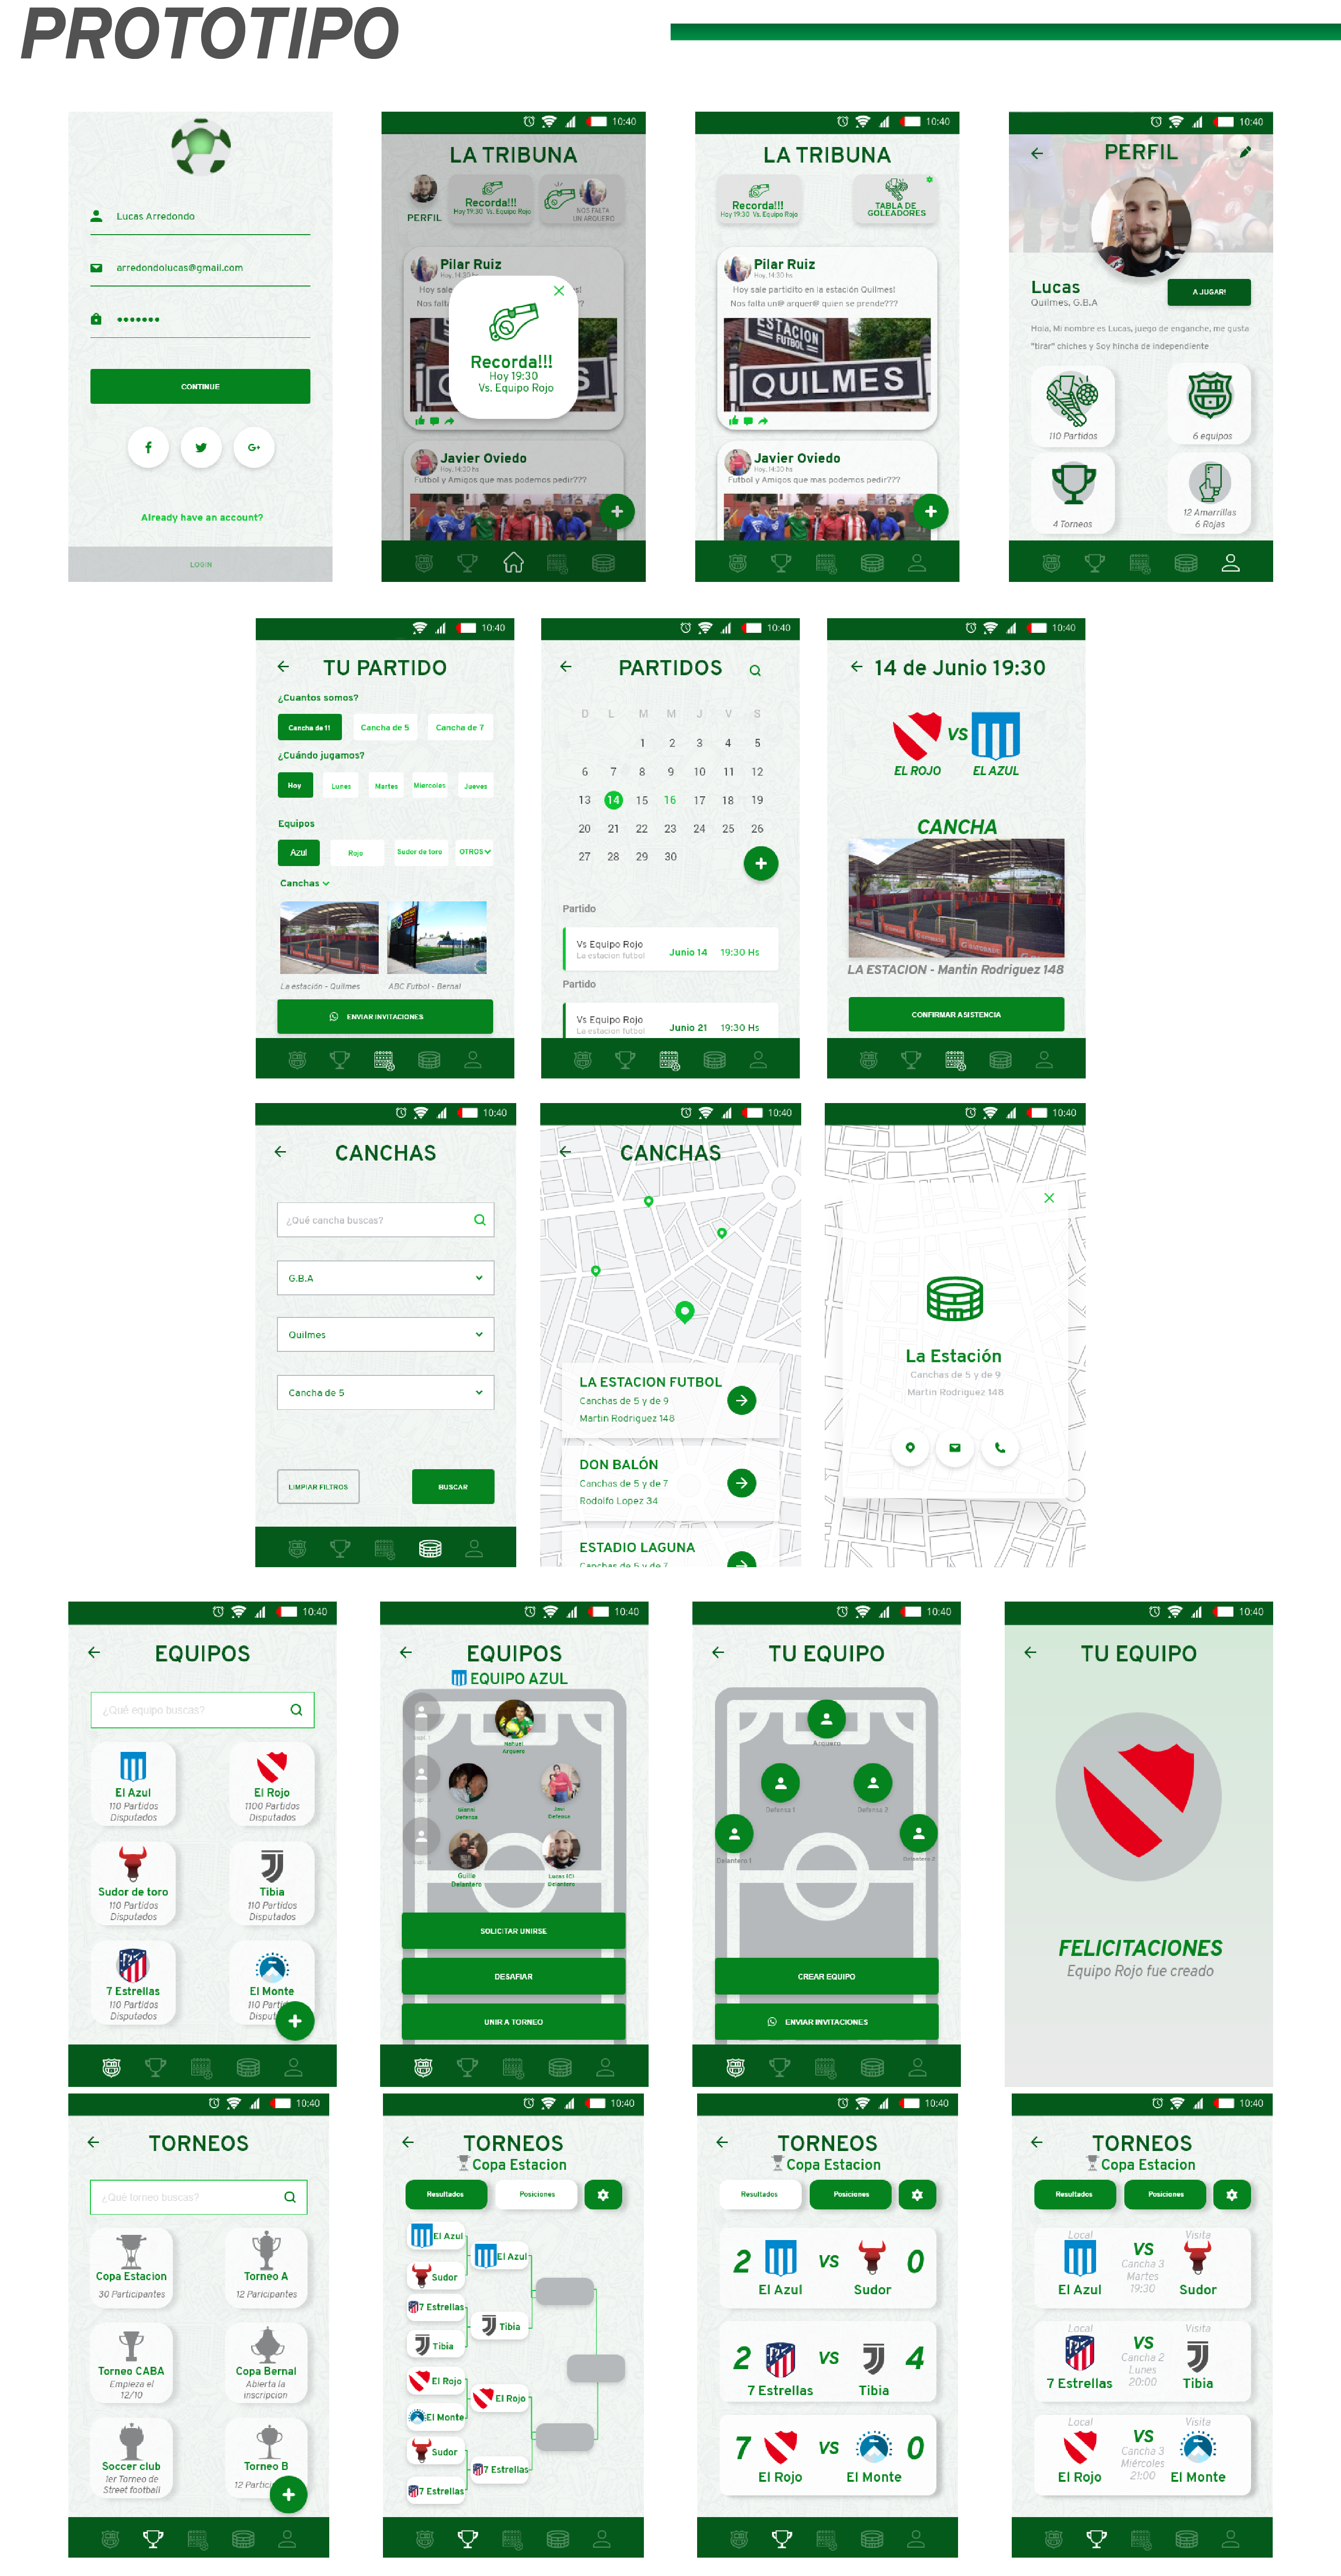 PROTOTIPO
Lucas Arredondo
arredondolucas@gmail.com
CONTINUE
Already have an account?
LOGIN
10:40
LA TRIBUNA
PERFIL
Recorda!!!
Hoy 19:30 Vs. Equipo Rojo
NOS FALTA
UN ARQUERO
Pilar Ruiz
Hoy, 14:30 hs
Hoy sale
Nos falta
Recorda!!!
Hoy 19:30
Vs. Equipo Rojo
Javier Oviedo
Hoy, 14:30 hs
Futbol y Amigos que mas podemos pedir???
10:40
LA TRIBUNA
Recorda!!!
Hoy 19:30 Vs. Equipo Rojo
TABLA DE
GOLEADORES
Pilar Ruiz
Hoy, 14:30 hs
Hoy sale partidito en la estación Quilmes!
Nos falta un@ arquer@ quien se prende???
ESTACION
FUTBOL
QUILMES
Javier Oviedo
Hoy, 14:30 hs
Futbol y Amigos que mas podemos pedir???
10:40
PERFIL
Lucas
Quilmes, G.B.A
A JUGAR!
Hola, Mi nombre es Lucas, juego de enganche, me gusta
"tirar" chiches y Soy hincha de independiente
110 Partidos
6 equipos
4 Torneos
12 Amarrillas
6 Rojas
10:40
TU PARTIDO
¿Cuantos somos?
Cancha de 11
Cancha de 5
Cancha de 7
¿Cuándo jugamos?
Hoy
Lunes
Martes
Miercoles
Jueves
Equipos
Azul
Rojo
Sudor de toro
OTROS
Canchas
La estación - Quilmes
ABC Futbol - Bernal
ENVIAR INVITACIONES
10:40
PARTIDOS
D L M M J V S
1 2 3 4 5
6 7 8 9 10 11 12
13 14 15 16 17 18 19
20 21 22 23 24 25 26
27 28 29 30
Partido
Vs Equipo Rojo
La estacion futbol
Junio 14 19:30 Hs
Partido
Vs Equipo Rojo
La estacion futbol
Junio 21 19:30 Hs
10:40
14 de Junio 19:30
VS
EL ROJO
EL AZUL
CANCHA
LA ESTACION - Mantin Rodriguez 148
CONFIRMAR ASISTENCIA
10:40
CANCHAS
¿Qué cancha buscas?
G.B.A
Quilmes
Cancha de 5
LIMPIAR FILTROS
BUSCAR
10:40
CANCHAS
LA ESTACION FUTBOL
Canchas de 5 y de 9
Martin Rodriguez 148
DON BALÓN
Canchas de 5 y de 7
Rodolfo Lopez 34
ESTADIO LAGUNA
Canchas de 5 y de 7
10:40
La Estación
Canchas de 5 y de 9
Martin Rodriguez 148
10:40
EQUIPOS
¿Qué equipo buscas?
El Azul
110 Partidos
Disputados
El Rojo
1100 Partidos
Disputados
Sudor de toro
110 Partidos
Disputados
Tibia
110 Partidos
Disputados
7 Estrellas
110 Partidos
Disputados
El Monte
110 Parti
Disput
10:40
EQUIPOS
EQUIPO AZUL
Nahuel
Arquero
Gianni
Defensa
Javi
Defensa
Guille
Delantero
Lucas (C)
Delantero
SOLICITAR UNIRSE
DESAFIAR
UNIR A TORNEO
10:40
TU EQUIPO
Arquero
Defensa 1
Defensa 2
Delantero 1
Delantero 2
CREAR EQUIPO
ENVIAR INVITACIONES
10:40
TU EQUIPO
FELICITACIONES
Equipo Rojo fue creado
10:40
TORNEOS
¿Qué torneo buscas?
Copa Estacion
30 Participantes
Torneo A
12 Paricipantes
Torneo CABA
Empieza el
12/10
Copa Bernal
Abierta la
inscripcion
Soccer club
1er Torneo de
Street football
Torneo B
12 Partici
10:40
TORNEOS
Copa Estacion
Resultados
Posiciones
El Azul
Sudor
7 Estrellas
Tibia
El Rojo
El Monte
Sudor
7 Estrellas
El Azul
Tibia
El Rojo
7 Estrellas
10:40
TORNEOS
Copa Estacion
Resultados
Posiciones
2 VS 0
El Azul
Sudor
2 VS 4
7 Estrellas
Tibia
7 VS 0
El Rojo
El Monte
10:40
TORNEOS
Copa Estacion
Resultados
Posiciones
Local
Visita
VS
Cancha 3
Martes
19:30
El Azul
Sudor
Local
Visita
VS
Cancha 2
Lunes
20:00
7 Estrellas
Tibia
Local
Visita
VS
Cancha 3
Miércoles
21:00
El Rojo
El Monte